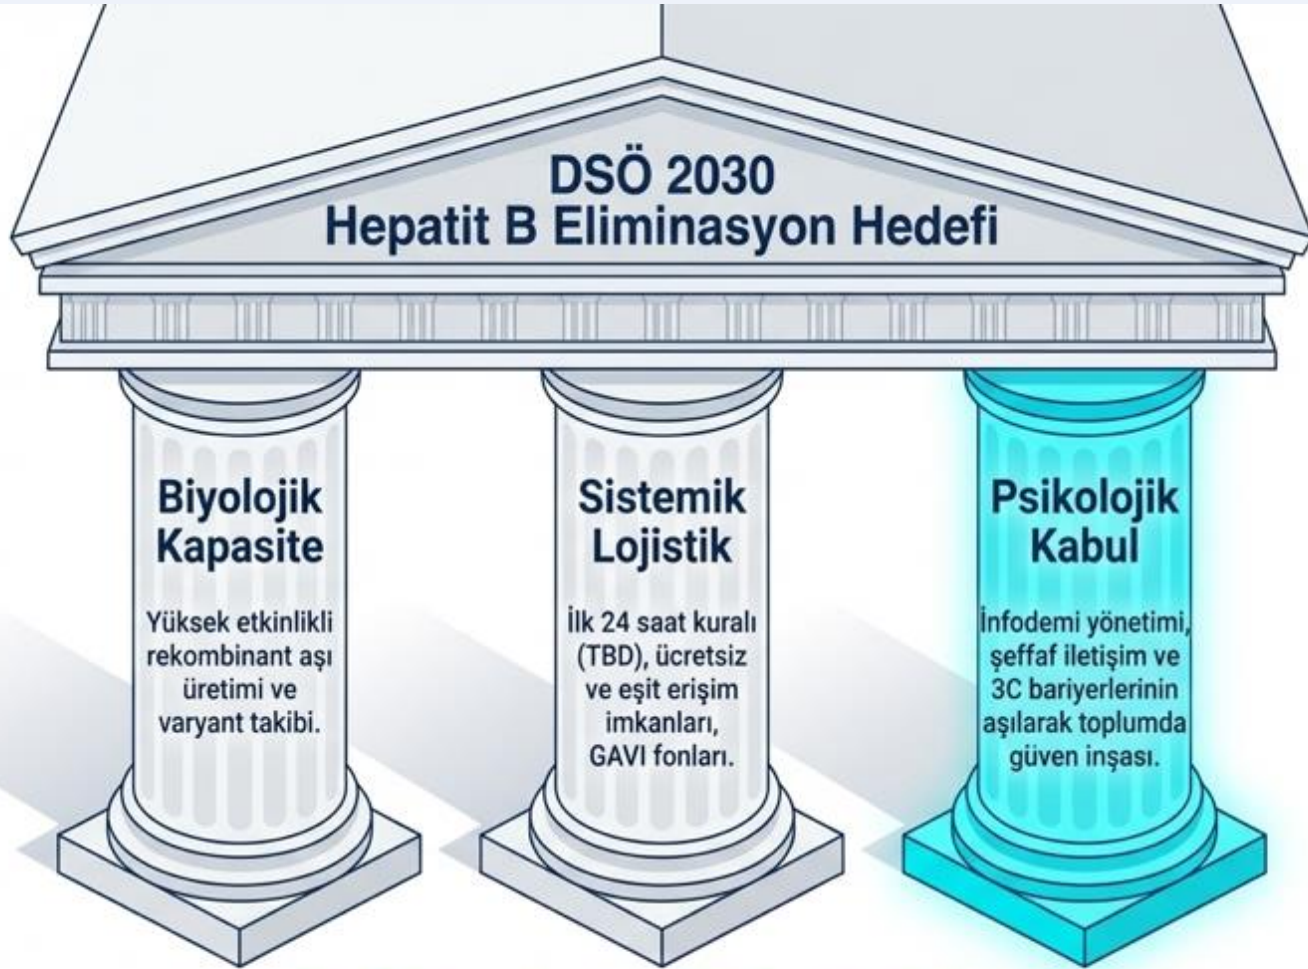 DSÖ 2030
Hepatit B Eliminasyon Hedefi
Biyolojik
Kapasite
Yüksek etkinlikli
rekombinant aşı
üretimi ve
varyant takibi.
Sistemik
Lojistik
İlk 24 saat kuralı
(TBD), ücretsiz
ve eşit erişim
imkanları,
GAVI fonları.
Psikolojik
Kabul
İnfodemi yönetimi,
şeffaf iletişim ve
3C bariyerlerinin
aşılarak toplumda
güven inşası.